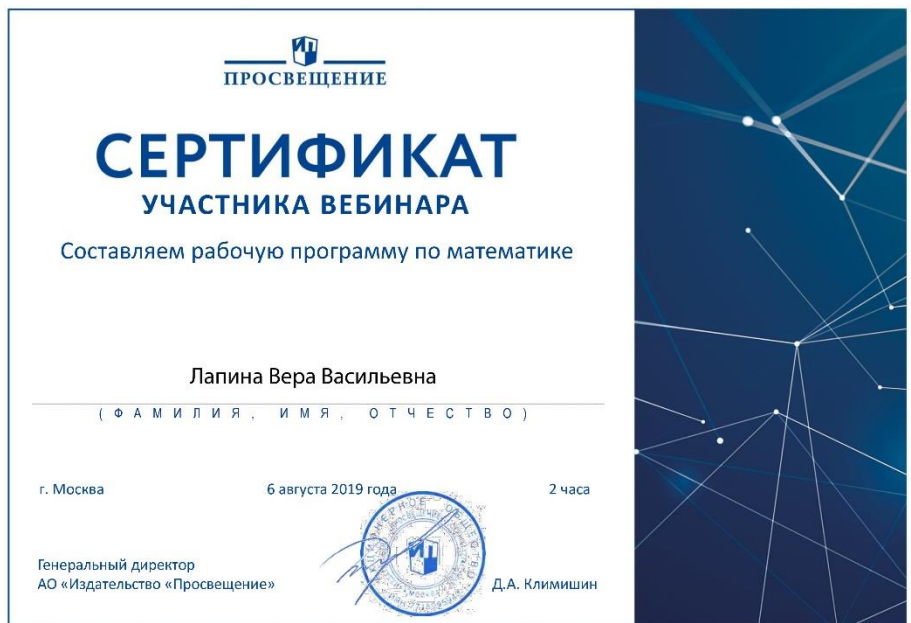 ПРОСВЕЩЕНИЕ
СЕРТИФИКАТ
УЧАСТНИКА ВЕБИНАРА
Составляем рабочую программу по математике
Лапина Вера Васильевна
(ФАМИЛИЯ, ИМЯ, ОТЧЕСТВО)
г. Москва 6 августа 2019 года 2 часа
Генеральный директор
АО «Издательство «Просвещение» Д.А. Климишин